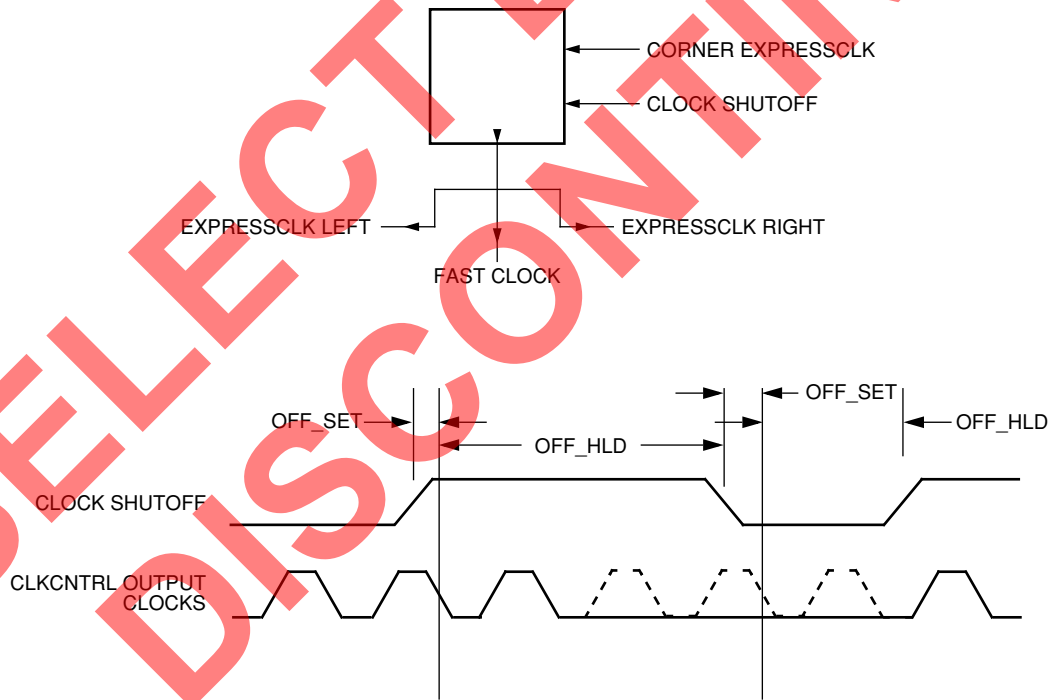 CORNER EXPRESSCLK
CLOCK SHUTOFF
EXPRESSCLK LEFT
EXPRESSCLK RIGHT
FAST CLOCK
OFF_SET
OFF_SET
OFF_HLD
OFF_HLD
CLOCK SHUTOFF
CLKCNTRL OUTPUT
CLOCKS
SELECT D
DISCONTIN